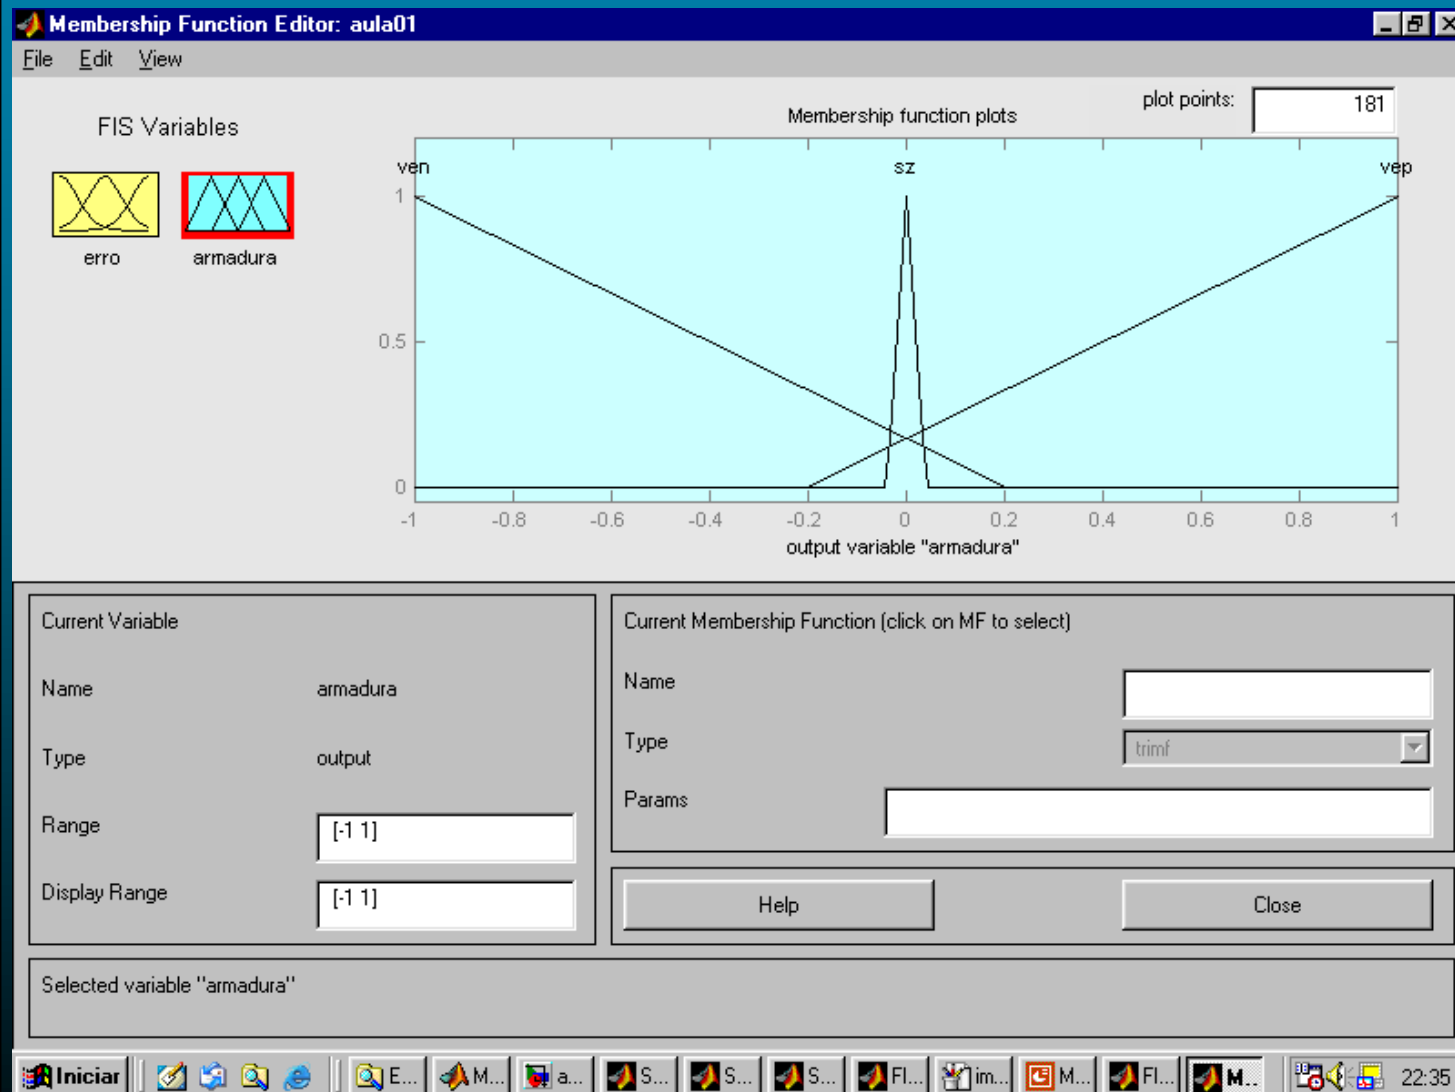 Membership Function Editor: aula01
File Edit View
plot points: 181
FIS Variables
Membership function plots
ven sz vep
erro armadura
1
0.5
0
-1 -0.8 -0.6 -0.4 -0.2 0 0.2 0.4 0.6 0.8 1
output variable "armadura"
Current Variable
Name armadura
Type output
Range [-1 1]
Display Range [-1 1]
Current Membership Function (click on MF to select)
Name
Type trimf
Params
Help Close
Selected variable "armadura"
Iniciar E... M... a... S... S... S... Fl... im... M... Fl... M... 22:35